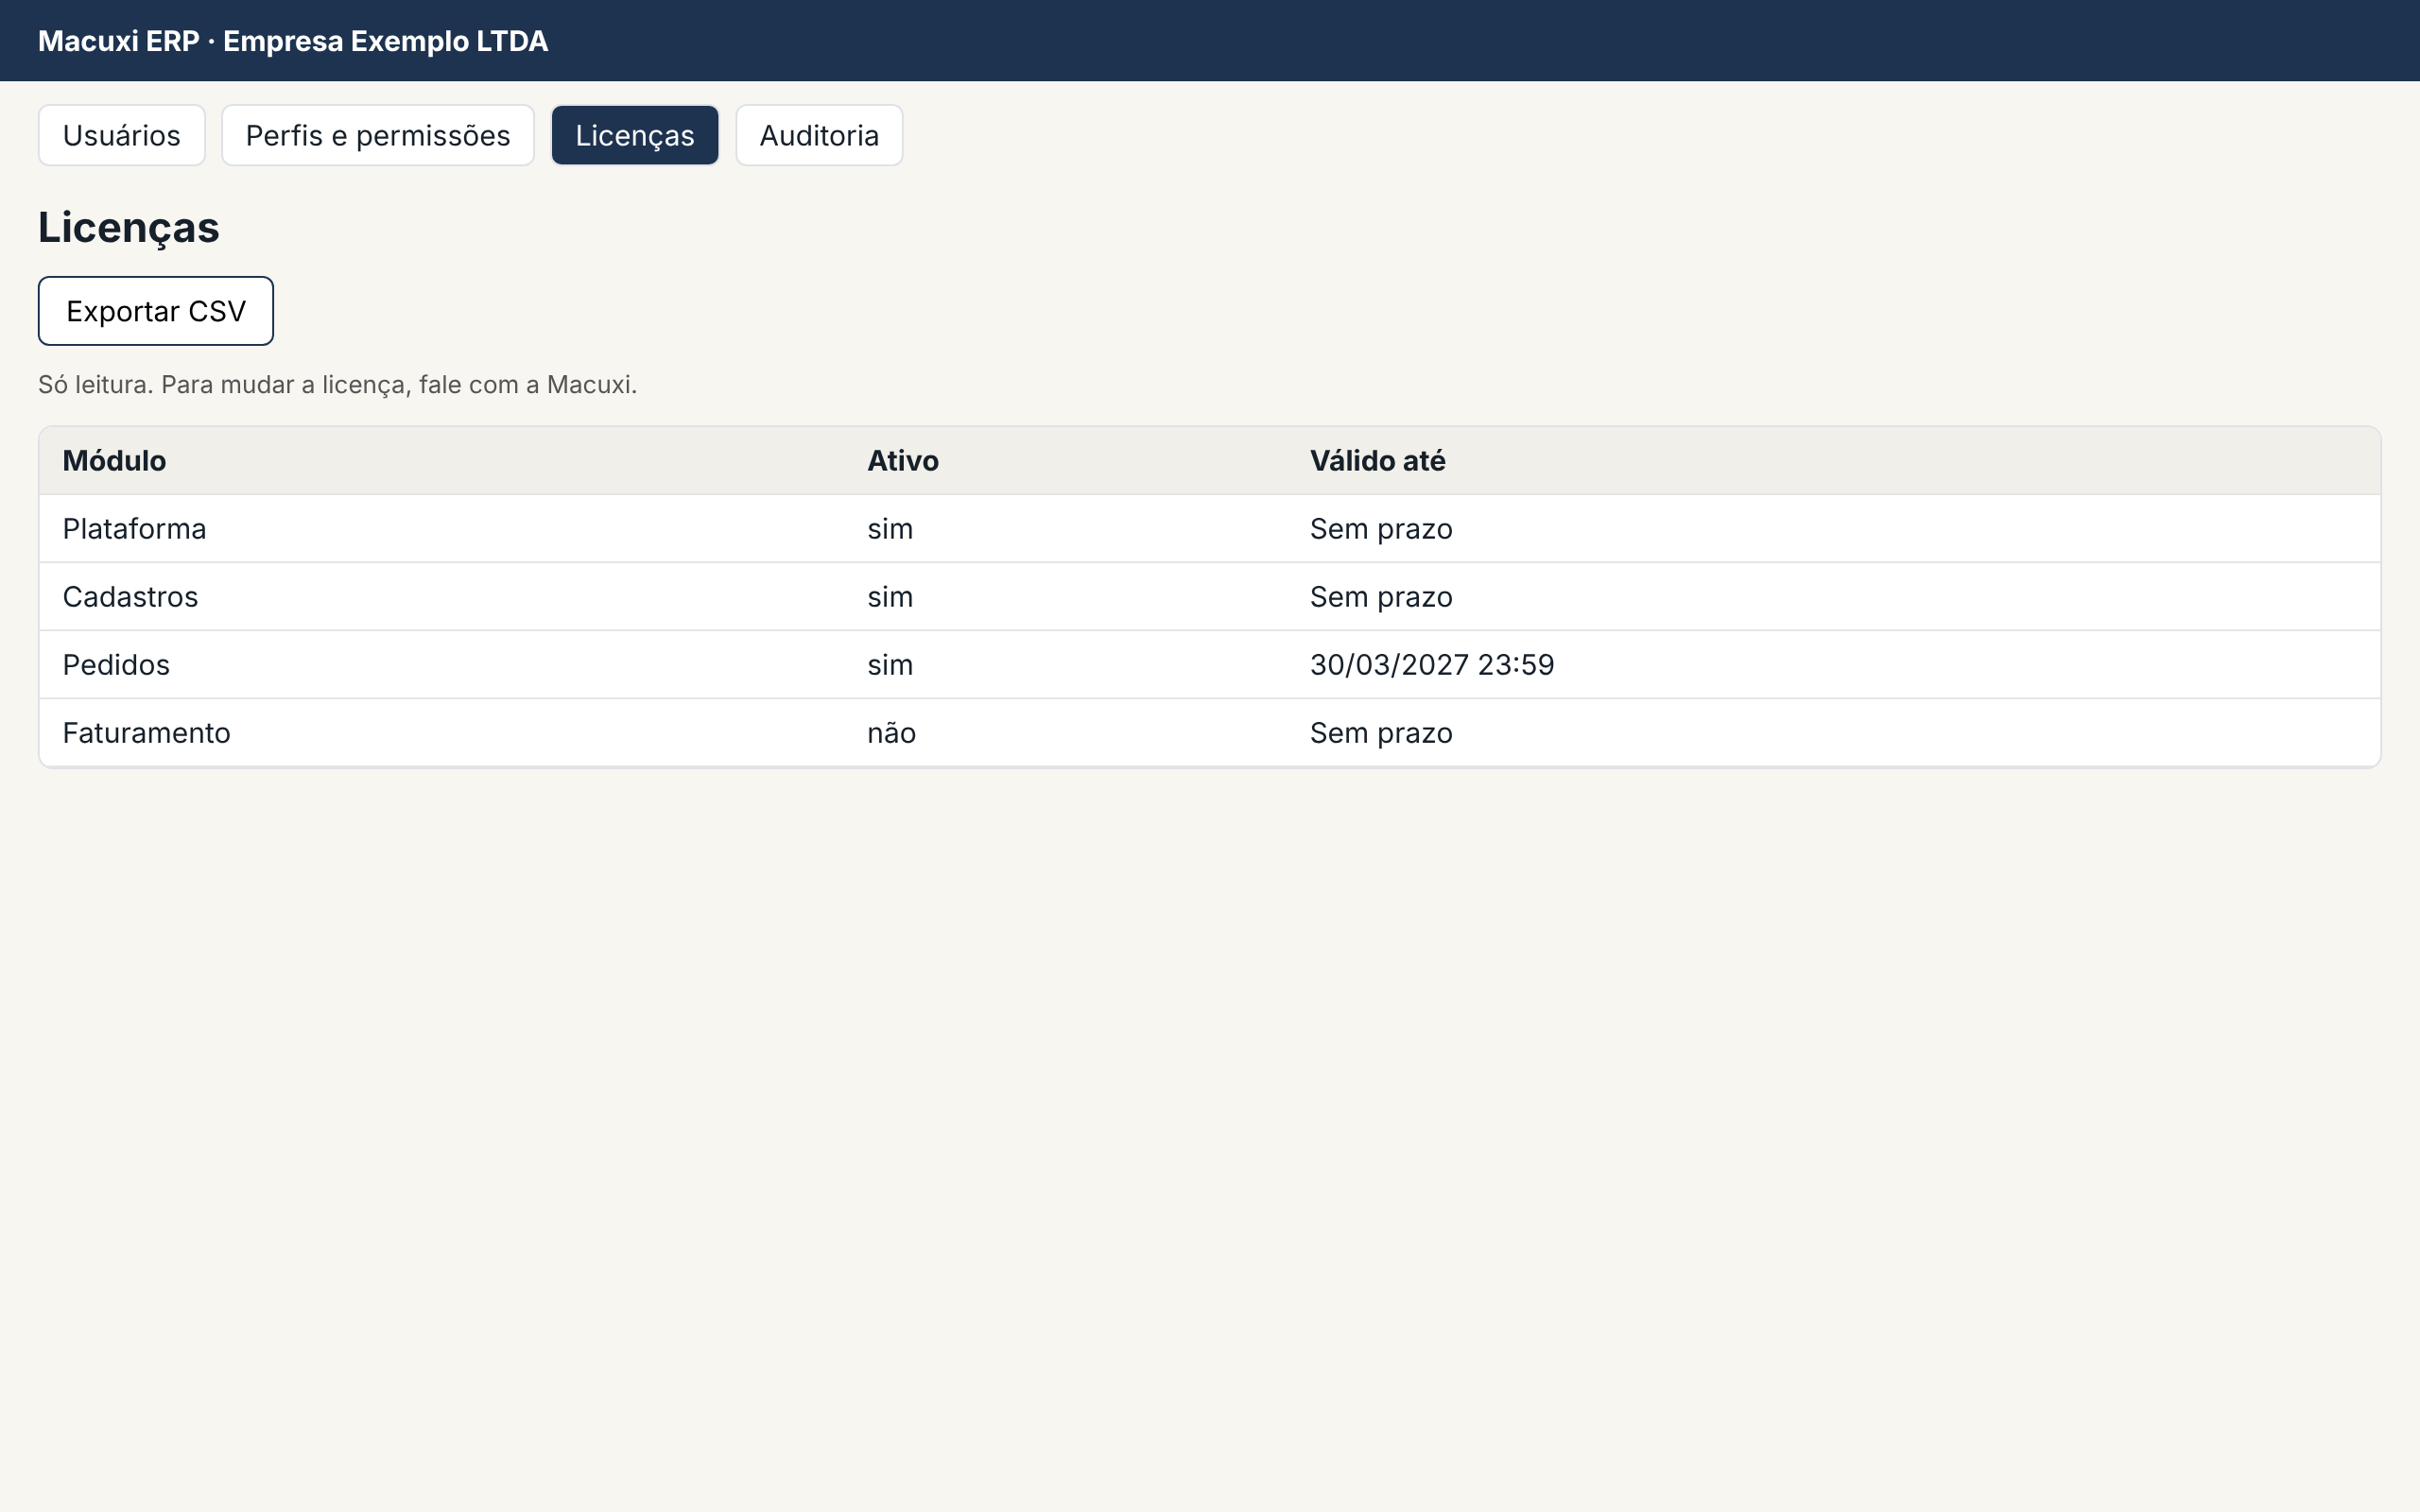 Macuxi ERP · Empresa Exemplo LTDA
Usuários Perfis e permissões Licenças Auditoria
Licenças
Exportar CSV
Só leitura. Para mudar a licença, fale com a Macuxi.
Módulo Ativo Válido até
Plataforma sim Sem prazo
Cadastros sim Sem prazo
Pedidos sim 30/03/2027 23:59
Faturamento não Sem prazo